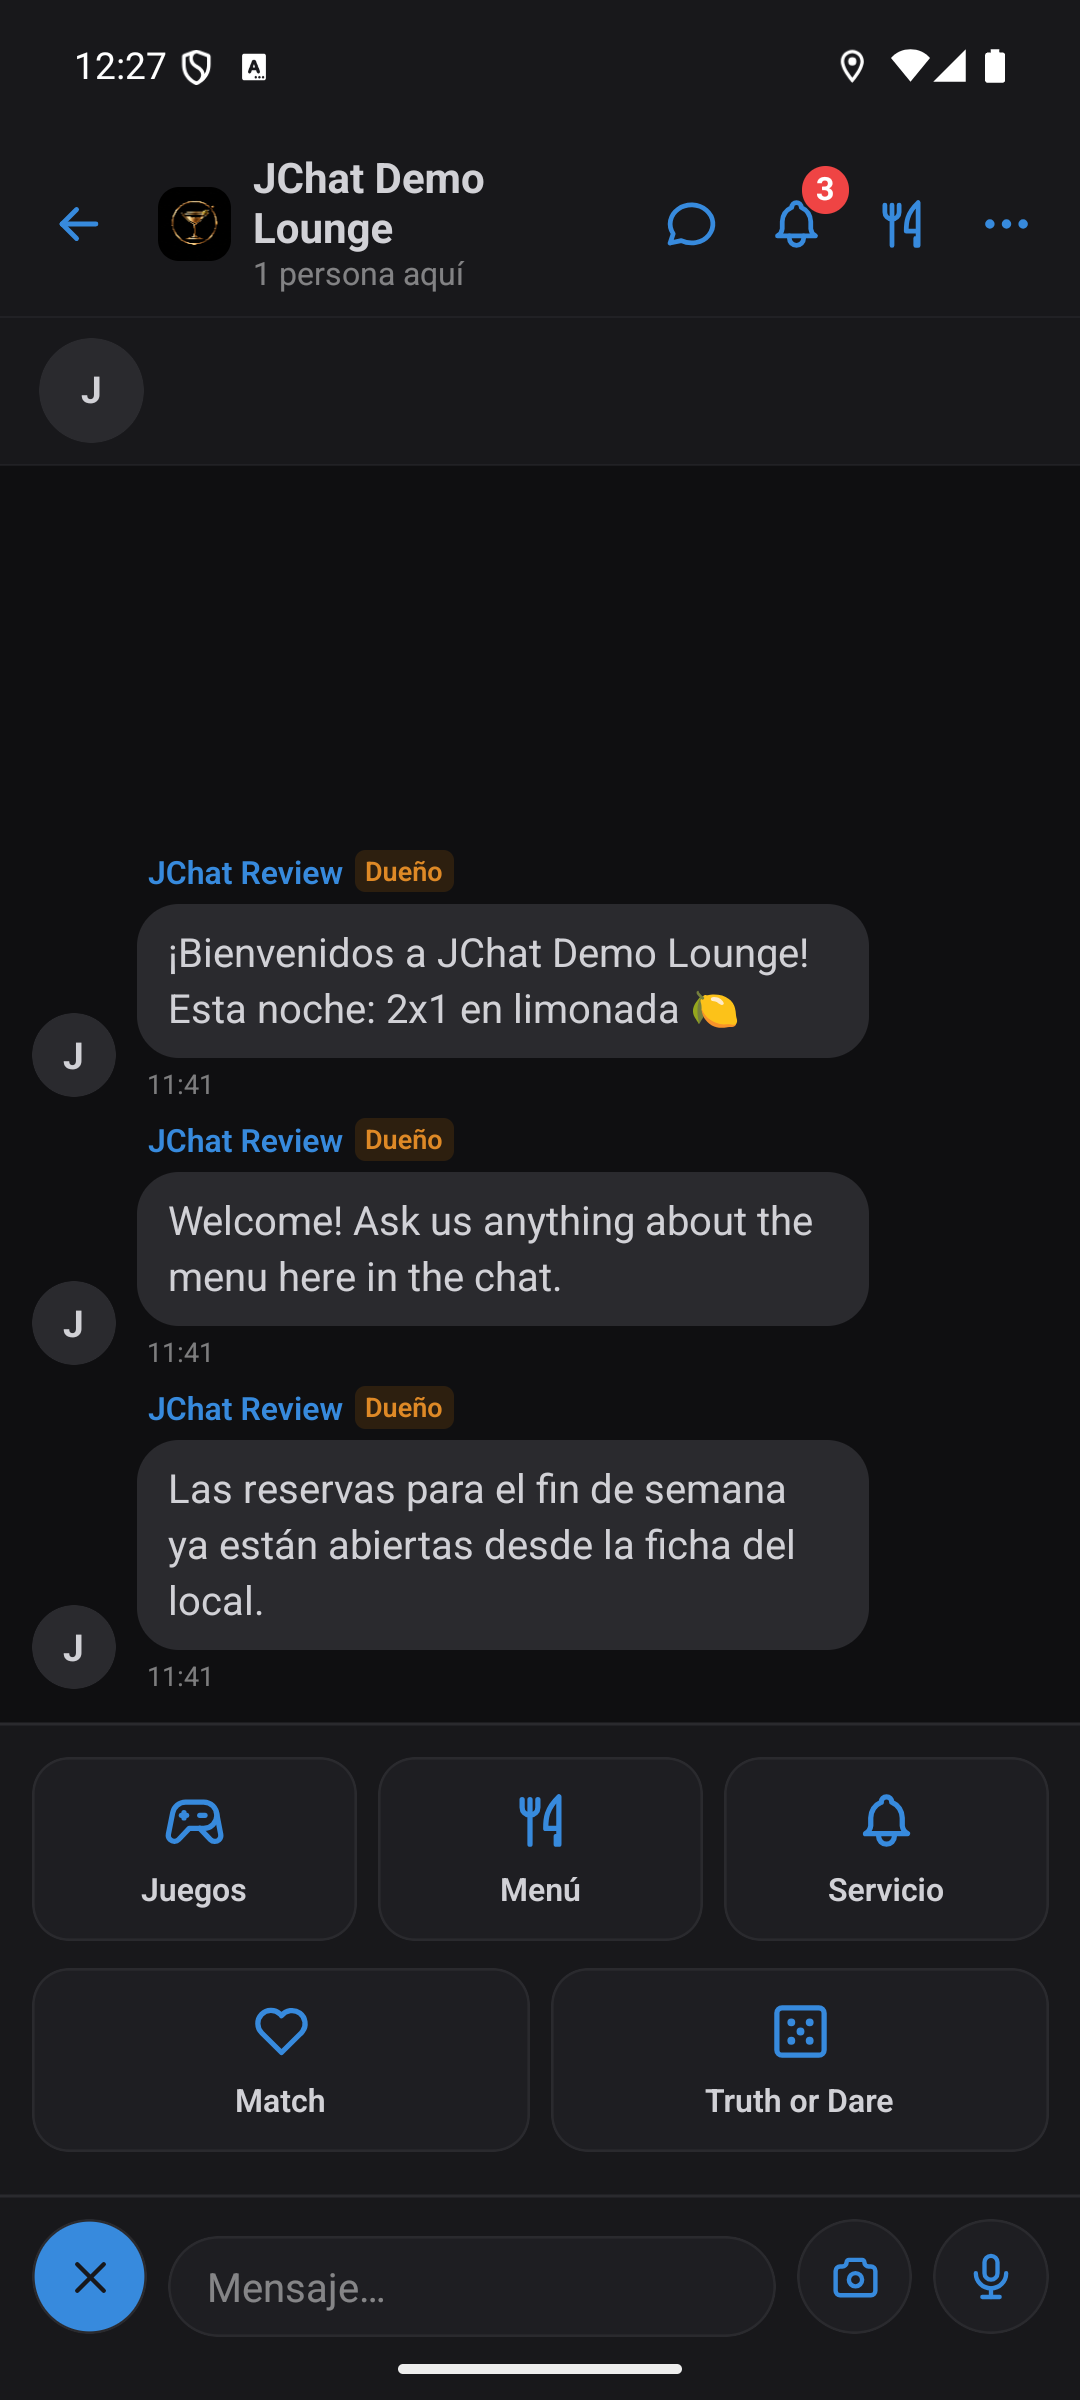 12:27
JChat Demo
Lounge
1 persona aquí
3
J
JChat Review Dueño
¡Bienvenidos a JChat Demo Lounge!
Esta noche: 2x1 en limonada 🍋
J
11:41
JChat Review Dueño
Welcome! Ask us anything about the
menu here in the chat.
J
11:41
JChat Review Dueño
Las reservas para el fin de semana
ya están abiertas desde la ficha del
local.
J
11:41
Juegos
Menú
Servicio
Match
Truth or Dare
Mensaje...